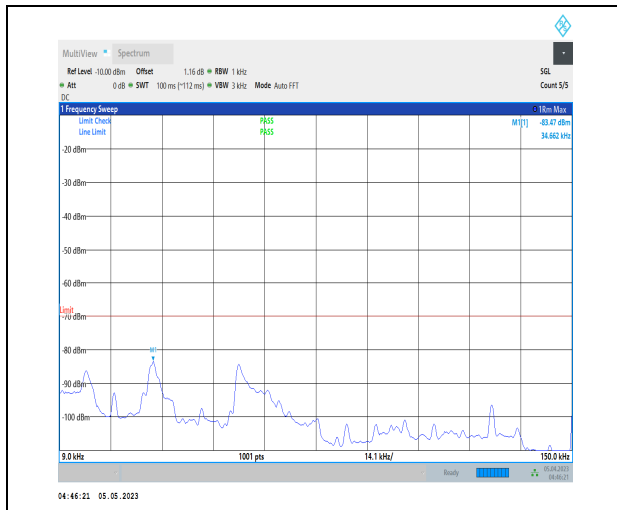 MultiView Spectrum
Ref Level -10.00 dBm Offset 1.16 dB RBW 1 kHz SGL
Att 0 dB SWT 100 ms (~112 ms) VBW 3 kHz Mode Auto FFT Count 5/5
DC
1 Frequency Sweep 1Rm Max
Limit Check PASS M1[1] -83.47 dBm
Line Limit PASS 34.662 kHz
-20 dBm
-30 dBm
-40 dBm
-50 dBm
-60 dBm
Limit
-70 dBm
-80 dBm
M1
-90 dBm
-100 dBm
9.0 kHz 1001 pts 14.1 kHz/ 150.0 kHz
Ready 05.04.2023
04:46:21
04:46:21 05.05.2023